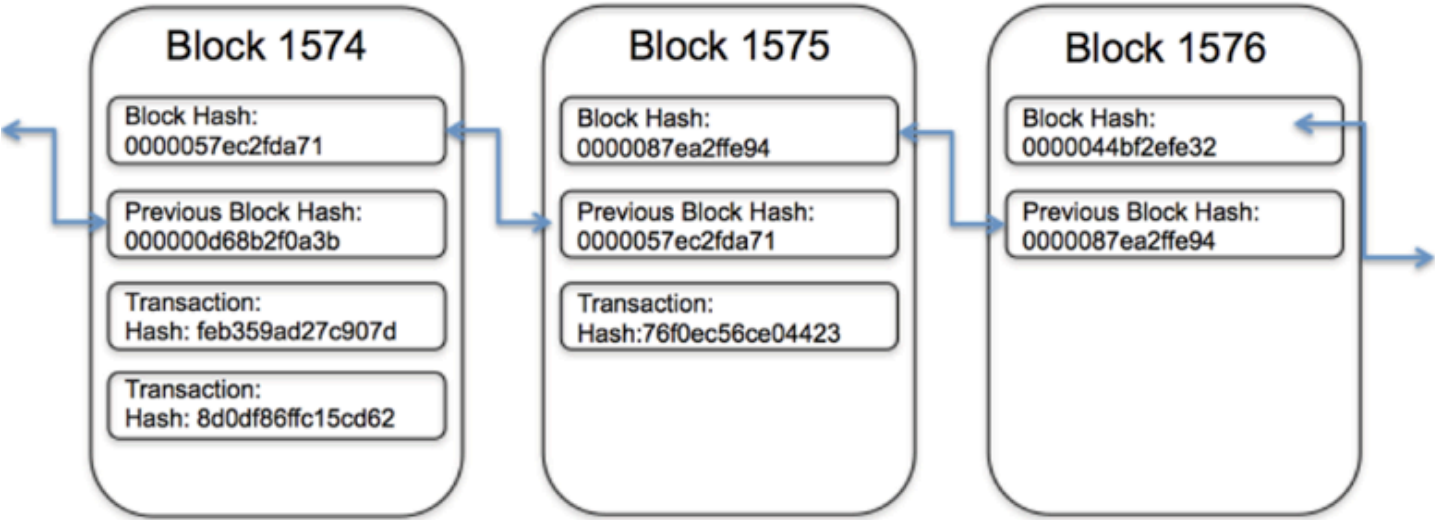 Block 1574
Block Hash:
0000057ec2fda71
Previous Block Hash:
000000d68b2f0a3b
Transaction:
Hash: feb359ad27c907d
Transaction:
Hash: 8d0df86ffc15cd62
Block 1575
Block Hash:
0000087ea2ffe94
Previous Block Hash:
0000057ec2fda71
Transaction:
Hash:76f0ec56ce04423
Block 1576
Block Hash:
0000044bf2efe32
Previous Block Hash:
0000087ea2ffe94